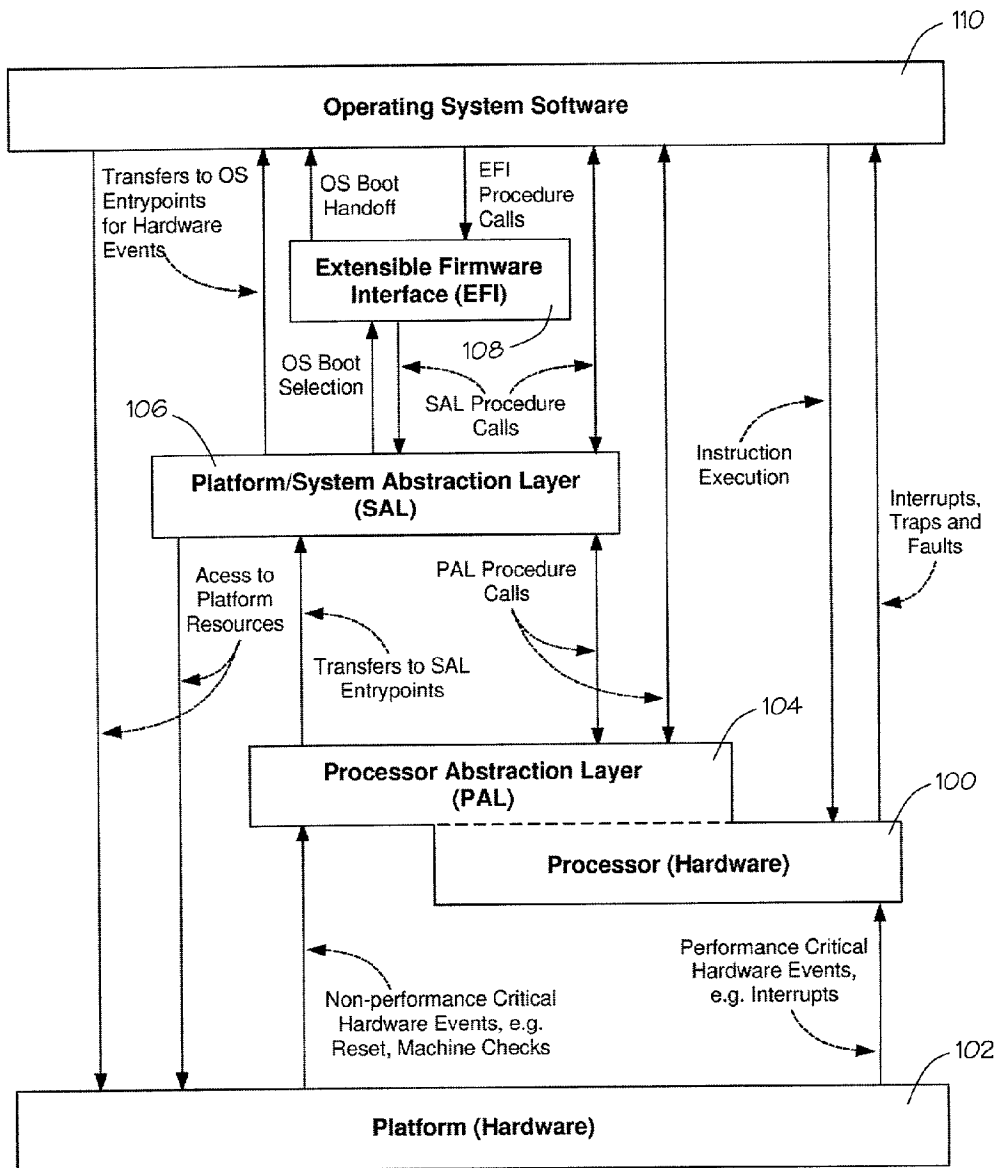 110
Operating System Software
Transfers to OS
Entrypoints
for Hardware
Events
OS Boot
Handoff
EFI
Procedure
Calls
Extensible Firmware
Interface (EFI)
108
OS Boot
Selection
SAL Procedure
Calls
106
Platform/System Abstraction Layer
(SAL)
Instruction
Execution
Interrupts,
Traps and
Faults
Acess to
Platform
Resources
PAL Procedure
Calls
Transfers to SAL
Entrypoints
104
Processor Abstraction Layer
(PAL)
100
Processor (Hardware)
Non-performance Critical
Hardware Events, e.g.
Reset, Machine Checks
Performance Critical
Hardware Events,
e.g. Interrupts
102
Platform (Hardware)